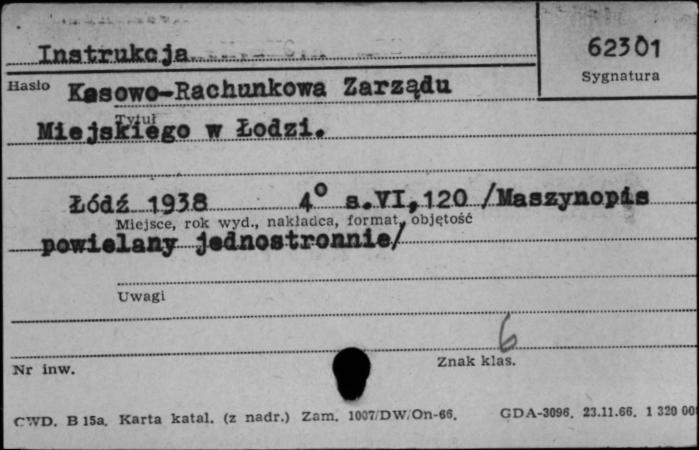 Instrukcja
62301
Sygnatura
Hasło
Kasowo-Rachunkowa Zarządu
Tytuł
Miejskiego w Łodzi.
Łódź 1938 4° s.VI,120 /Maszynopis
Miejsce, rok wyd., nakładca, format, objętość
powielany jednostronnie/
Uwagi
6
Nr inw.
Znak klas.
CWD. B 15a. Karta katal. (z nadr.) Zam. 1007/DW/On-66. GDA-3096. 23.11.66. 1 320 00